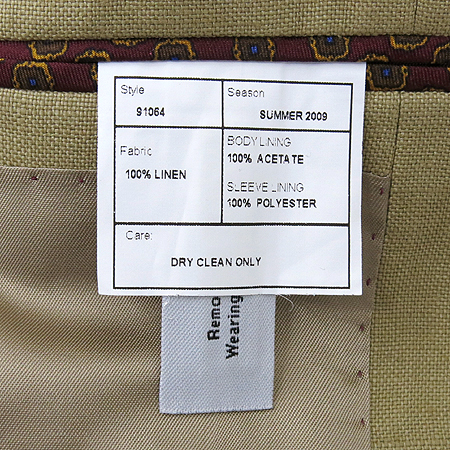 Style
91064
Season
SUMMER 2009
Fabric
100% LINEN
BODY LINING
100% ACETATE
SLEEVE LINING
100% POLYESTER
Care:
DRY CLEAN ONLY
Remo
Wearing